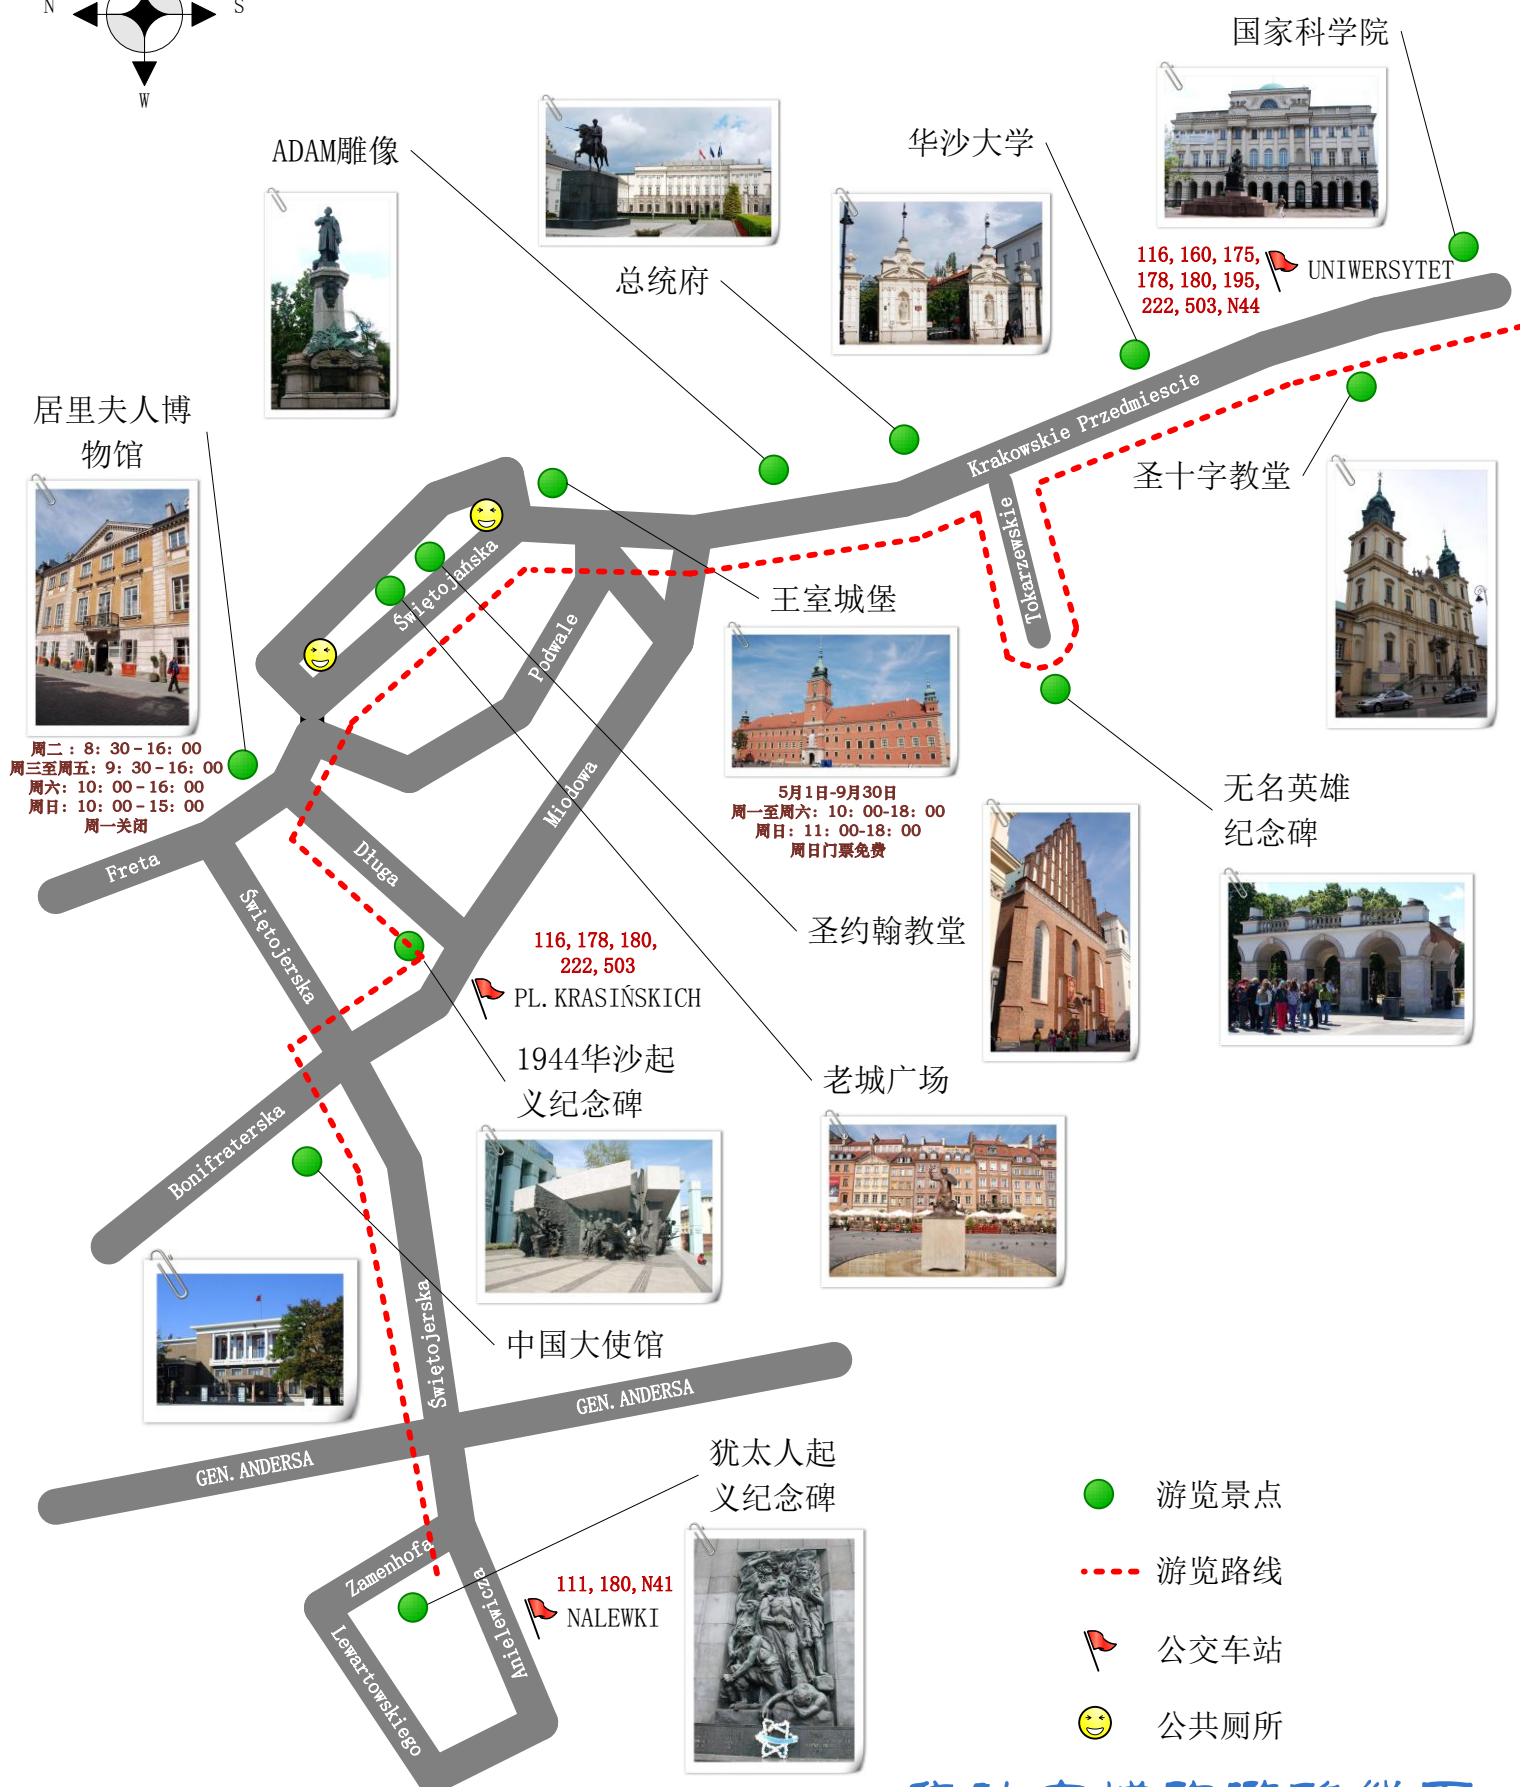 N
S
W
国家科学院
ADAM雕像
华沙大学
总统府
116, 160, 175,
178, 180, 195,
222, 503, N44
UNIWERSYTET
居里夫人博
物馆
Krakowskie Przedmiescie
圣十字教堂
Tokarzewskie
Świętojańska
王室城堡
Podwale
周二：8：30-16：00
周三至周五：9：30-16：00
周六：10：00-16：00
周日：10：00-15：00
周一关闭
Miodowa
5月1日-9月30日
周一至周六：10：00-18：00
周日：11：00-18：00
周日门票免费
无名英雄
纪念碑
Freta
Długa
Świętojerska
圣约翰教堂
116, 178, 180,
222, 503
PL. KRASIŃSKICH
1944华沙起
义纪念碑
老城广场
Bonifraterska
Świętojerska
中国大使馆
GEN. ANDERSA
GEN. ANDERSA
犹太人起
义纪念碑
游览景点
Zamenhofa
Anielewicza
111, 180, N41
NALEWKI
游览路线
Lewartowskiego
公交车站
公共厕所